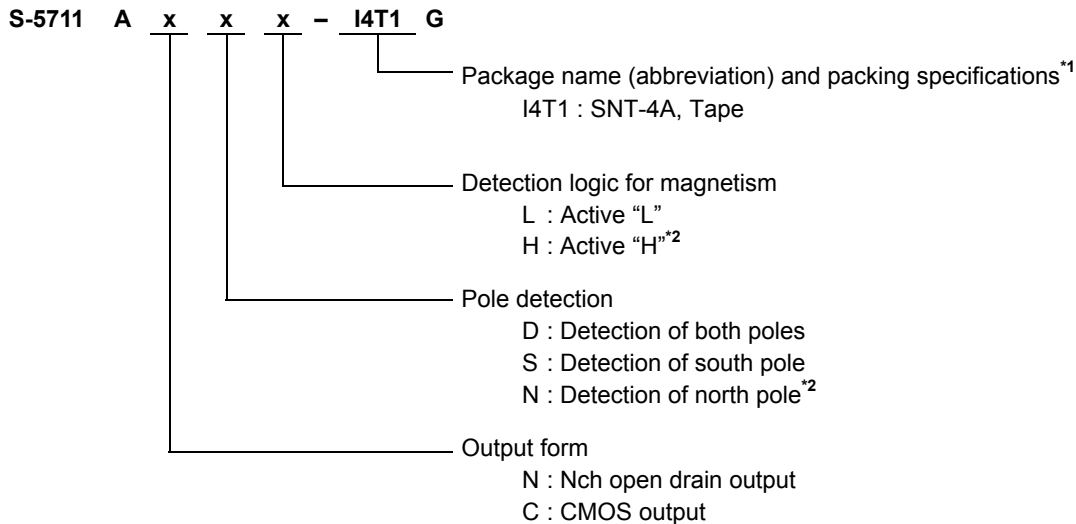 S-5711 A x x x – I4T1 G
Package name (abbreviation) and packing specifications*1
I4T1 : SNT-4A, Tape
Detection logic for magnetism
L : Active “L”
H : Active “H”*2
Pole detection
D : Detection of both poles
S : Detection of south pole
N : Detection of north pole*2
Output form
N : Nch open drain output
C : CMOS output